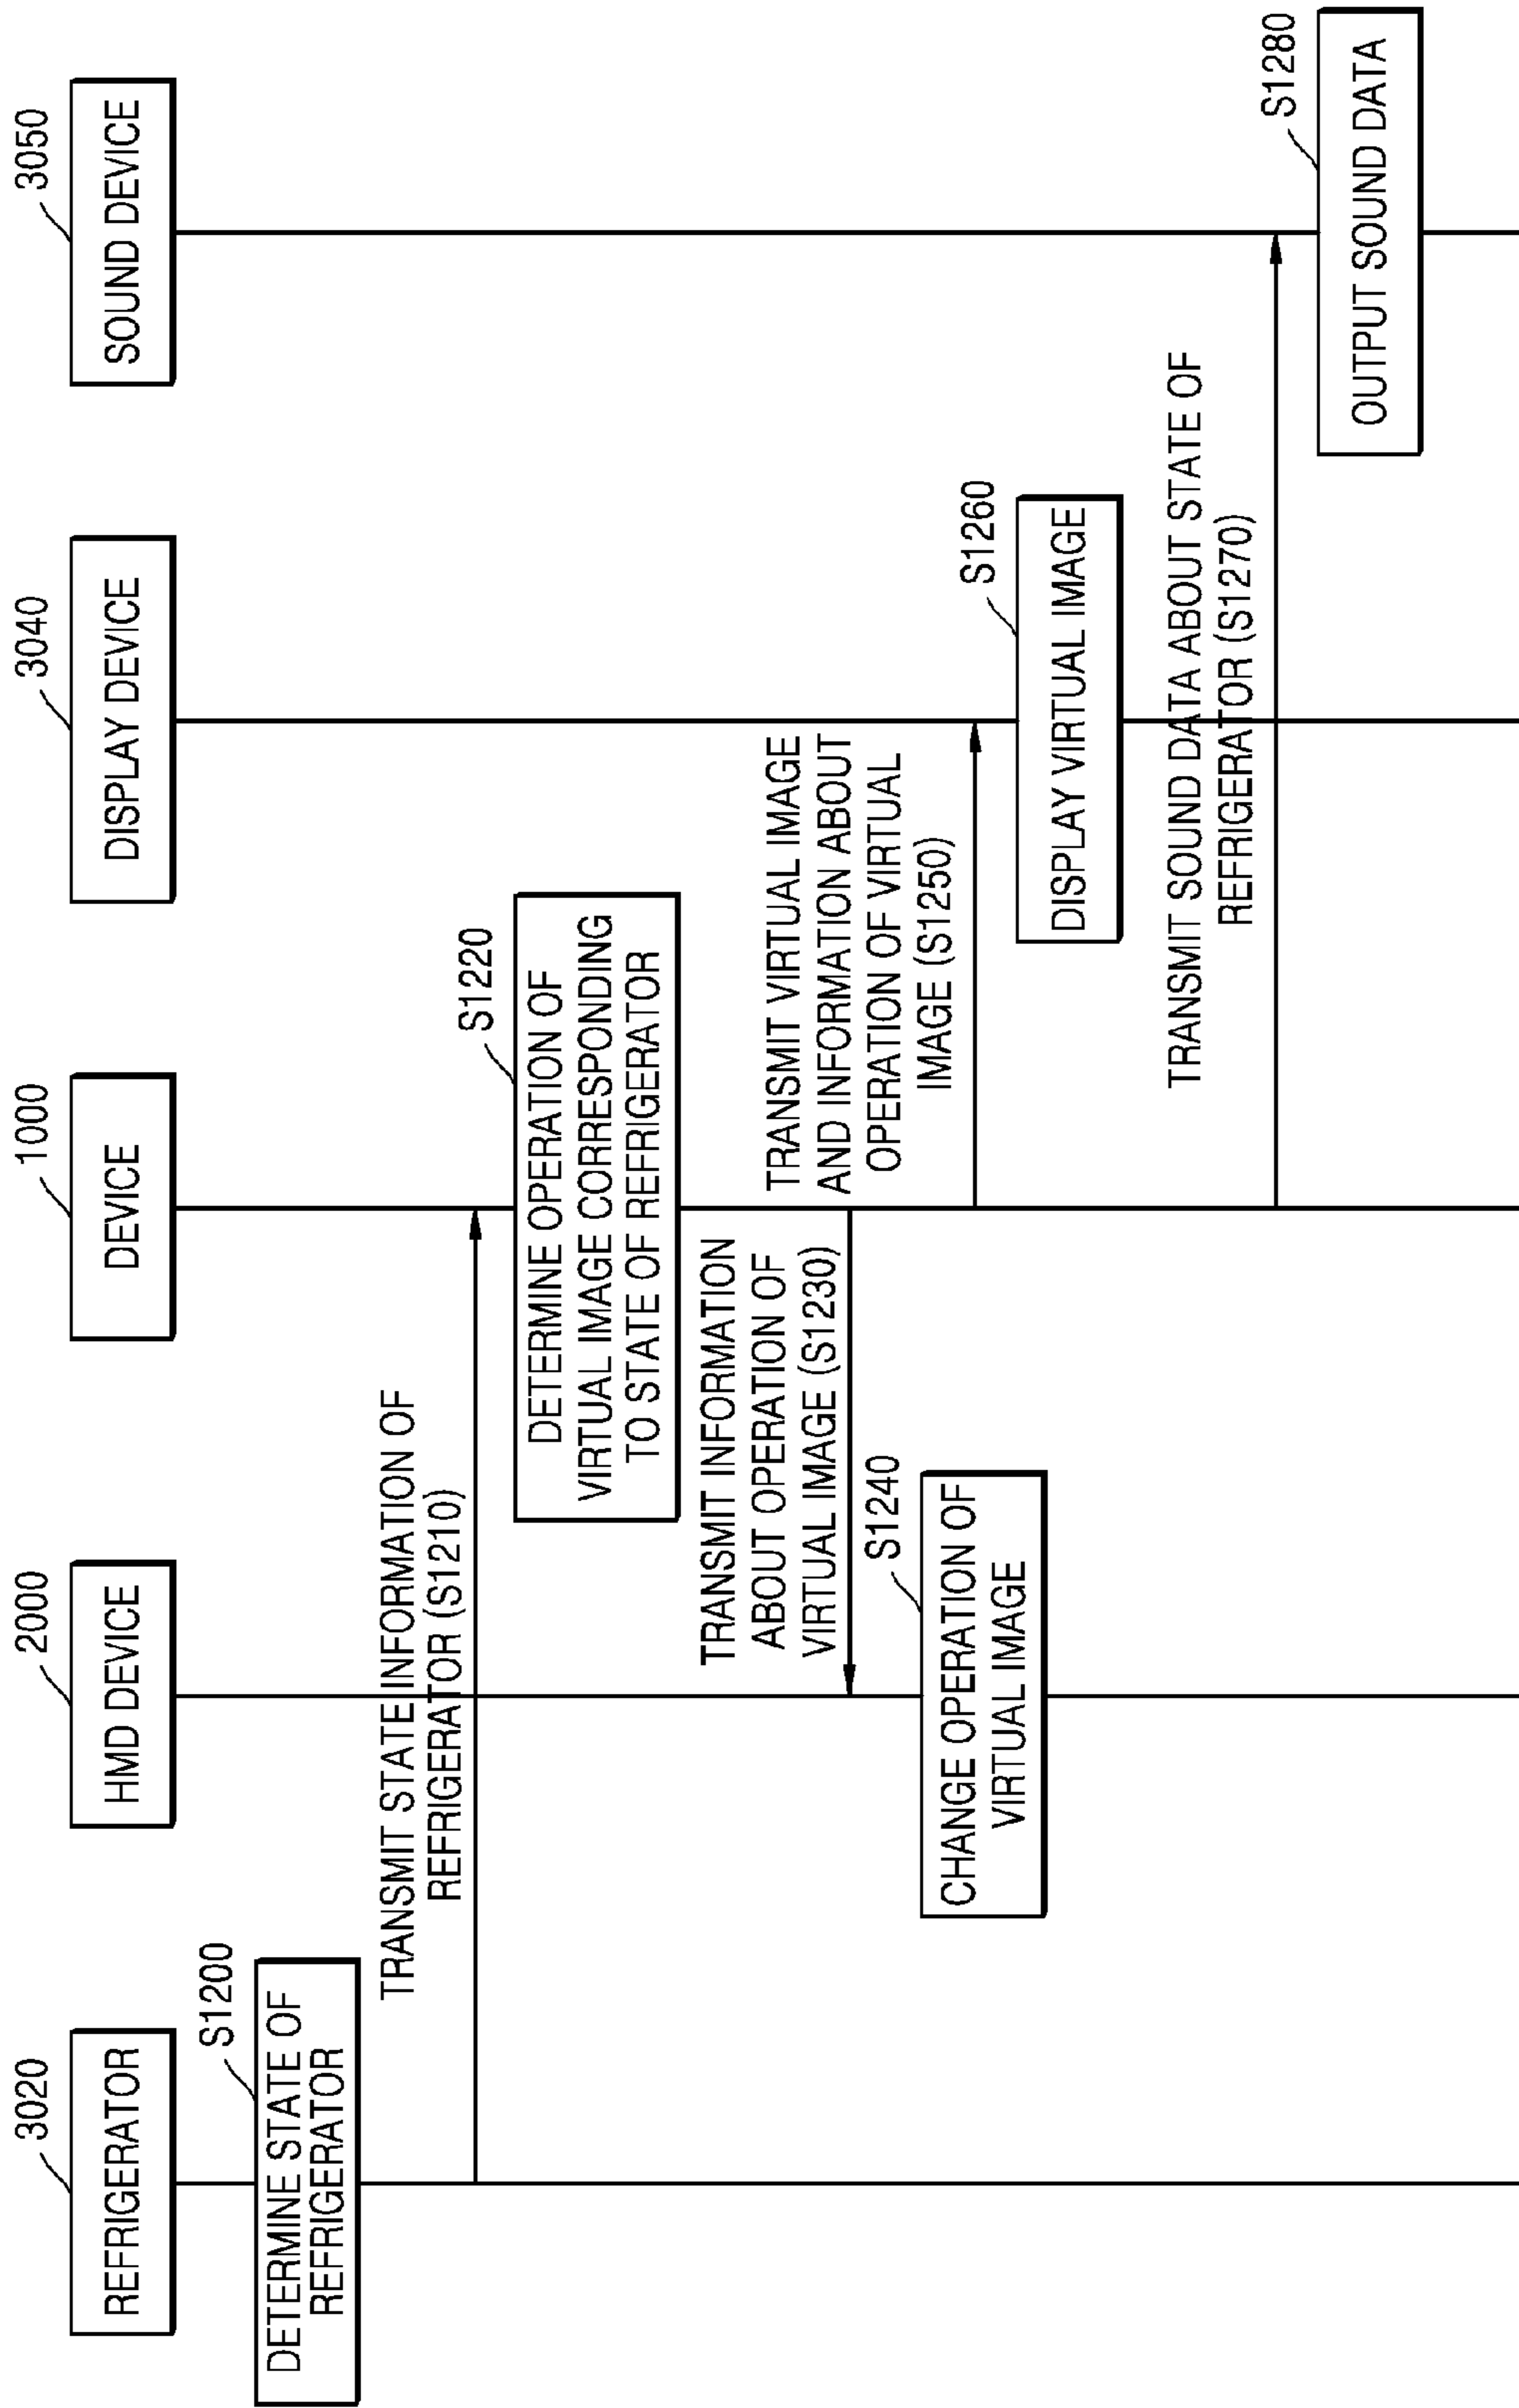 3020
REFRIGERATOR
2000
HMD DEVICE
1000
DEVICE
3040
DISPLAY DEVICE
3050
SOUND DEVICE
S1200
DETERMINE STATE OF
REFRIGERATOR
TRANSMIT STATE INFORMATION OF
REFRIGERATOR (S1210)
S1220
DETERMINE OPERATION OF
VIRTUAL IMAGE CORRESPONDING
TO STATE OF REFRIGERATOR
TRANSMIT INFORMATION
ABOUT OPERATION OF
VIRTUAL IMAGE (S1230)
S1240
CHANGE OPERATION OF
VIRTUAL IMAGE
TRANSMIT VIRTUAL IMAGE
AND INFORMATION ABOUT
OPERATION OF VIRTUAL
IMAGE (S1250)
S1260
DISPLAY VIRTUAL IMAGE
TRANSMIT SOUND DATA ABOUT STATE OF
REFRIGERATOR (S1270)
S1280
OUTPUT SOUND DATA